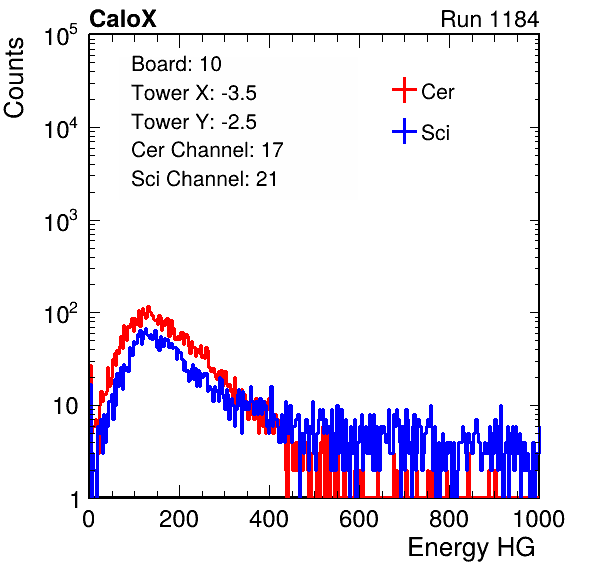 CaloX
Run 1184
Counts
10^5
10^4
10^3
10^2
10
1
Board: 10
Tower X: -3.5
Tower Y: -2.5
Cer Channel: 17
Sci Channel: 21
Cer
Sci
0 200 400 600 800 1000
Energy HG